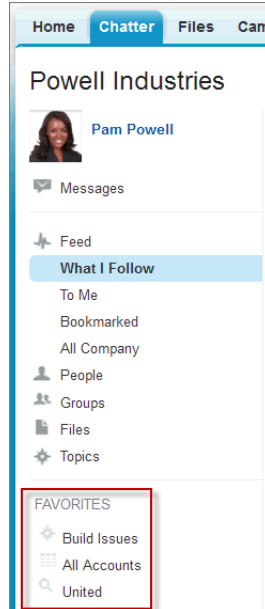 Home Chatter Files Cam
Powell Industries
Pam Powell
Messages
Feed
What I Follow
To Me
Bookmarked
All Company
People
Groups
Files
Topics
FAVORITES
Build Issues
All Accounts
United